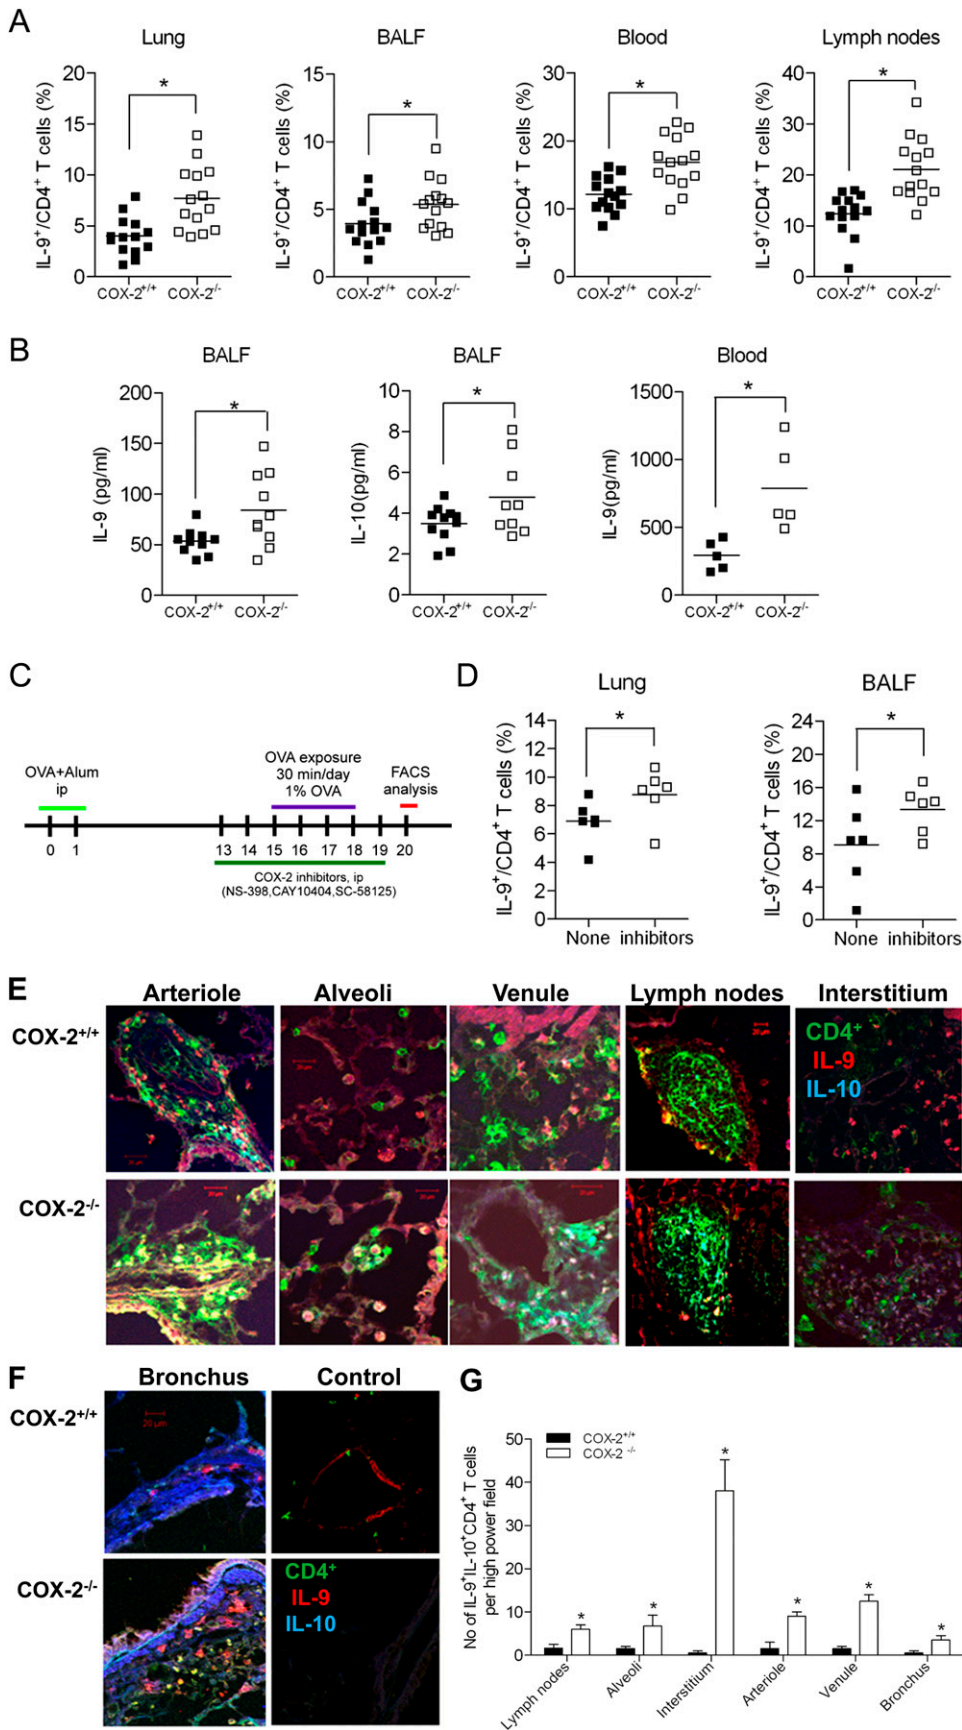 A
Lung
BALF
Blood
Lymph nodes
IL-9+/CD4+ T cells (%)
20
15
10
5
0
COX-2+/+
COX-2-/-
*
IL-9+/CD4+ T cells (%)
15
10
5
0
COX-2+/+
COX-2-/-
*
IL-9+/CD4+ T cells (%)
30
20
10
0
COX-2+/+
COX-2-/-
*
IL-9+/CD4+ T cells (%)
40
30
20
10
0
COX-2+/+
COX-2-/-
*
B
BALF
BALF
Blood
IL-9 (pg/ml)
200
150
100
50
0
COX-2+/+
COX-2-/-
*
IL-10(pg/ml)
10
8
6
4
2
0
COX-2+/+
COX-2-/-
*
IL-9(pg/ml)
1500
1000
500
0
COX-2+/+
COX-2-/-
*
C
OVA+Alum
ip
OVA exposure
30 min/day
1% OVA
FACS
analysis
0 1 13 14 15 16 17 18 19 20
COX-2 inhibitors, ip
(NS-398,CAY10404,SC-58125)
D
Lung
BALF
IL-9+/CD4+ T cells (%)
14
12
10
8
6
4
2
0
None inhibitors
*
IL-9+/CD4+ T cells (%)
24
20
16
12
8
4
0
None inhibitors
*
E
Arteriole
Alveoli
Venule
Lymph nodes
Interstitium
COX-2+/+
CD4+
IL-9
IL-10
COX-2-/-
F
Bronchus
Control
COX-2+/+
20 µm
COX-2-/-
CD4+
IL-9
IL-10
G
COX-2+/+
COX-2 -/-
No of IL-9+IL-10+CD4+ T cells
per high power field
50
40
30
20
10
0
*
*
*
*
*
*
Lymph nodes
Alveoli
Interstitium
Arteriole
Venule
Bronchus